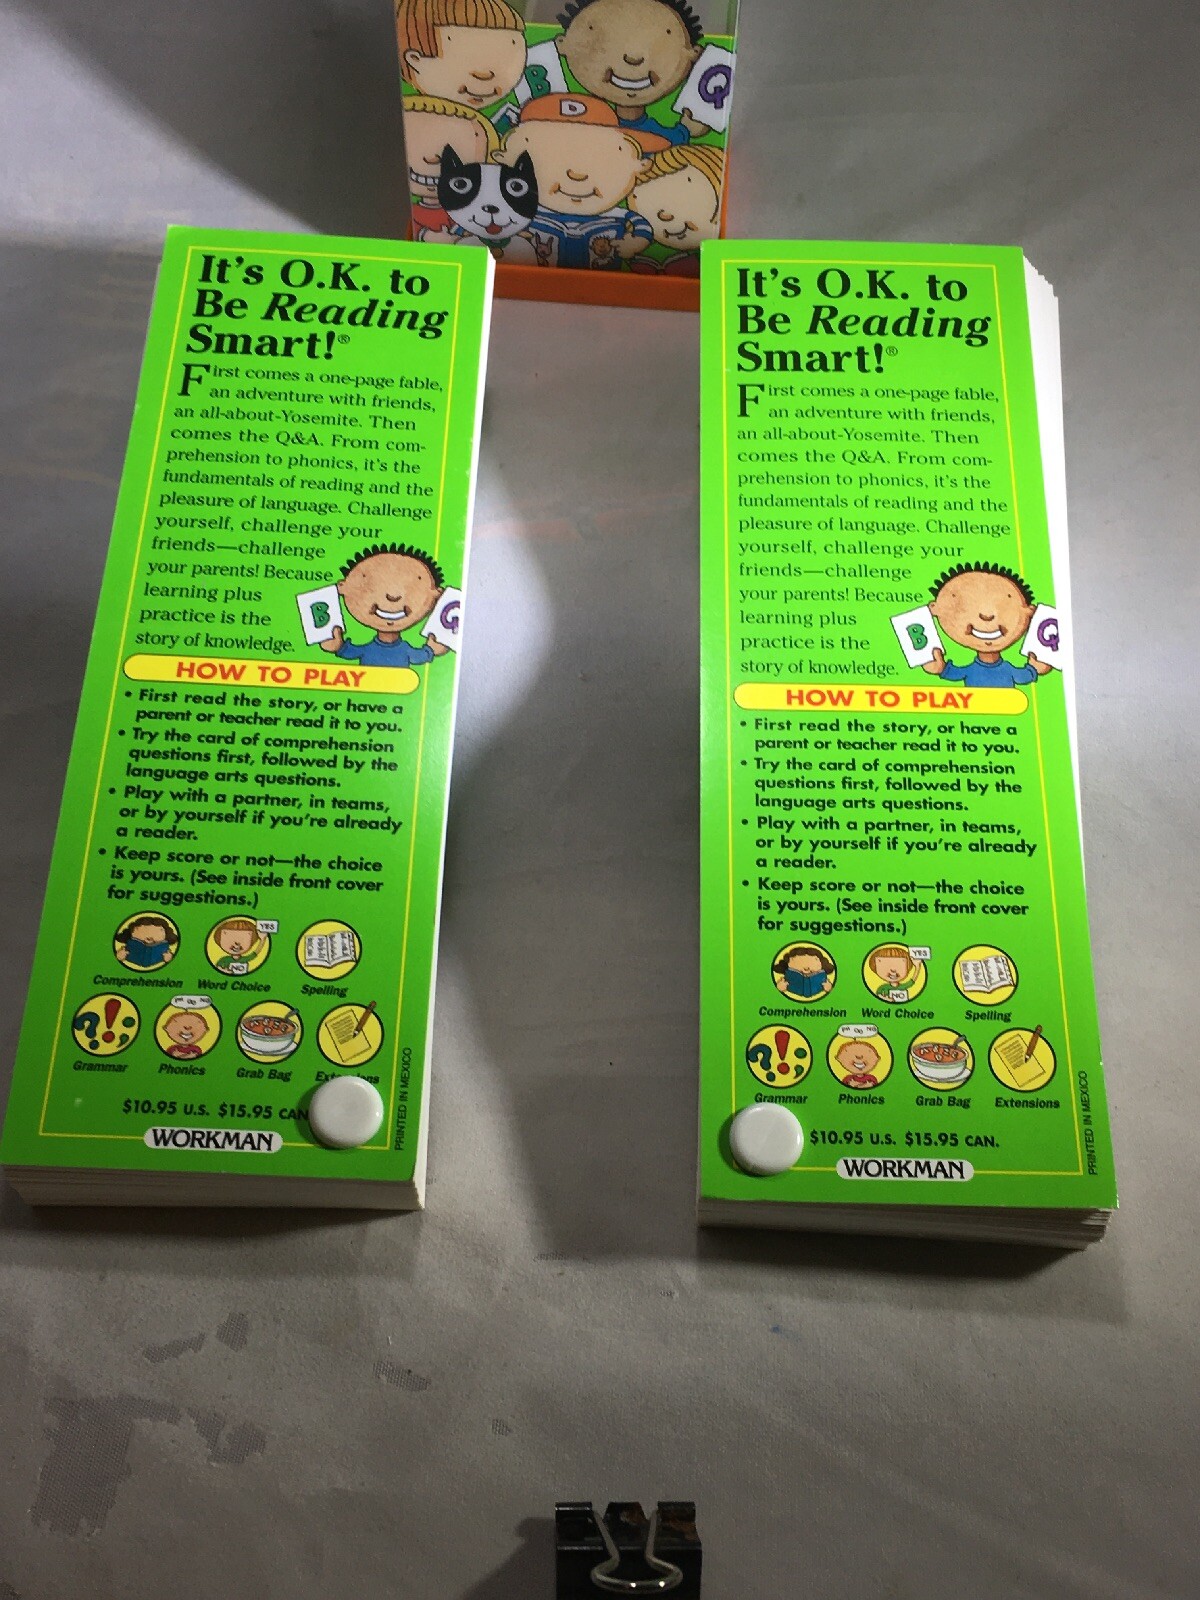 B
Q
D
It's O.K. to
Be Reading
Smart!®
First comes a one-page fable,
an adventure with friends,
an all-about-Yosemite. Then
comes the Q&A. From com-
prehension to phonics, it's the
fundamentals of reading and the
pleasure of language. Challenge
yourself, challenge your
friends—challenge
your parents! Because
learning plus
practice is the
story of knowledge.
B
Q
HOW TO PLAY
• First read the story, or have a
parent or teacher read it to you.
• Try the card of comprehension
questions first, followed by the
language arts questions.
• Play with a partner, in teams,
or by yourself if you're already
a reader.
• Keep score or not—the choice
is yours. (See inside front cover
for suggestions.)
YES
NO
Comprehension Word Choice Spelling
Grammar Phonics Grab Bag
$10.95 U.S. $15.95 CAN
WORKMAN
PRINTED IN MEXICO
It's O.K. to
Be Reading
Smart!®
First comes a one-page fable,
an adventure with friends,
an all-about-Yosemite. Then
comes the Q&A. From com-
prehension to phonics, it's the
fundamentals of reading and the
pleasure of language. Challenge
yourself, challenge your
friends—challenge
your parents! Because
learning plus
practice is the
story of knowledge.
B
Q
HOW TO PLAY
• First read the story, or have a
parent or teacher read it to you.
• Try the card of comprehension
questions first, followed by the
language arts questions.
• Play with a partner, in teams,
or by yourself if you're already
a reader.
• Keep score or not—the choice
is yours. (See inside front cover
for suggestions.)
YES
NO
Comprehension Word Choice Spelling
Grammar Phonics Grab Bag Extensions
$10.95 U.S. $15.95 CAN.
WORKMAN
PRINTED IN MEXICO